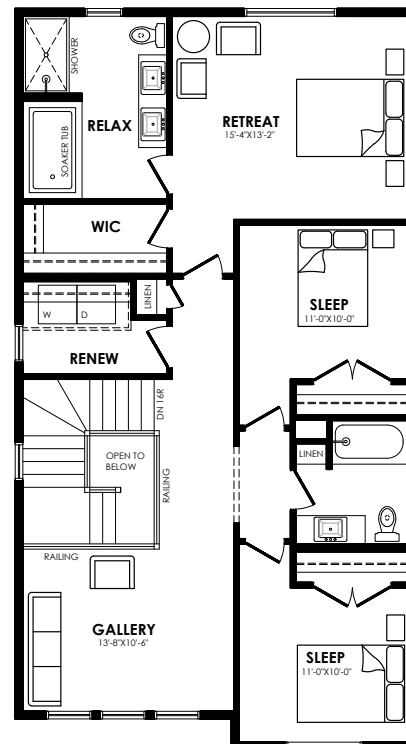 SHOWER
RELAX
SOAKER TUB
RETREAT
15'-4"X13'-2"
WIC
SLEEP
11'-0"X10'-0"
LINEN
W D
RENEW
DN 16R
OPEN TO
BELOW
RAILING
LINEN
RAILING
GALLERY
13'-8"X10'-6"
SLEEP
11'-0"X10'-0"